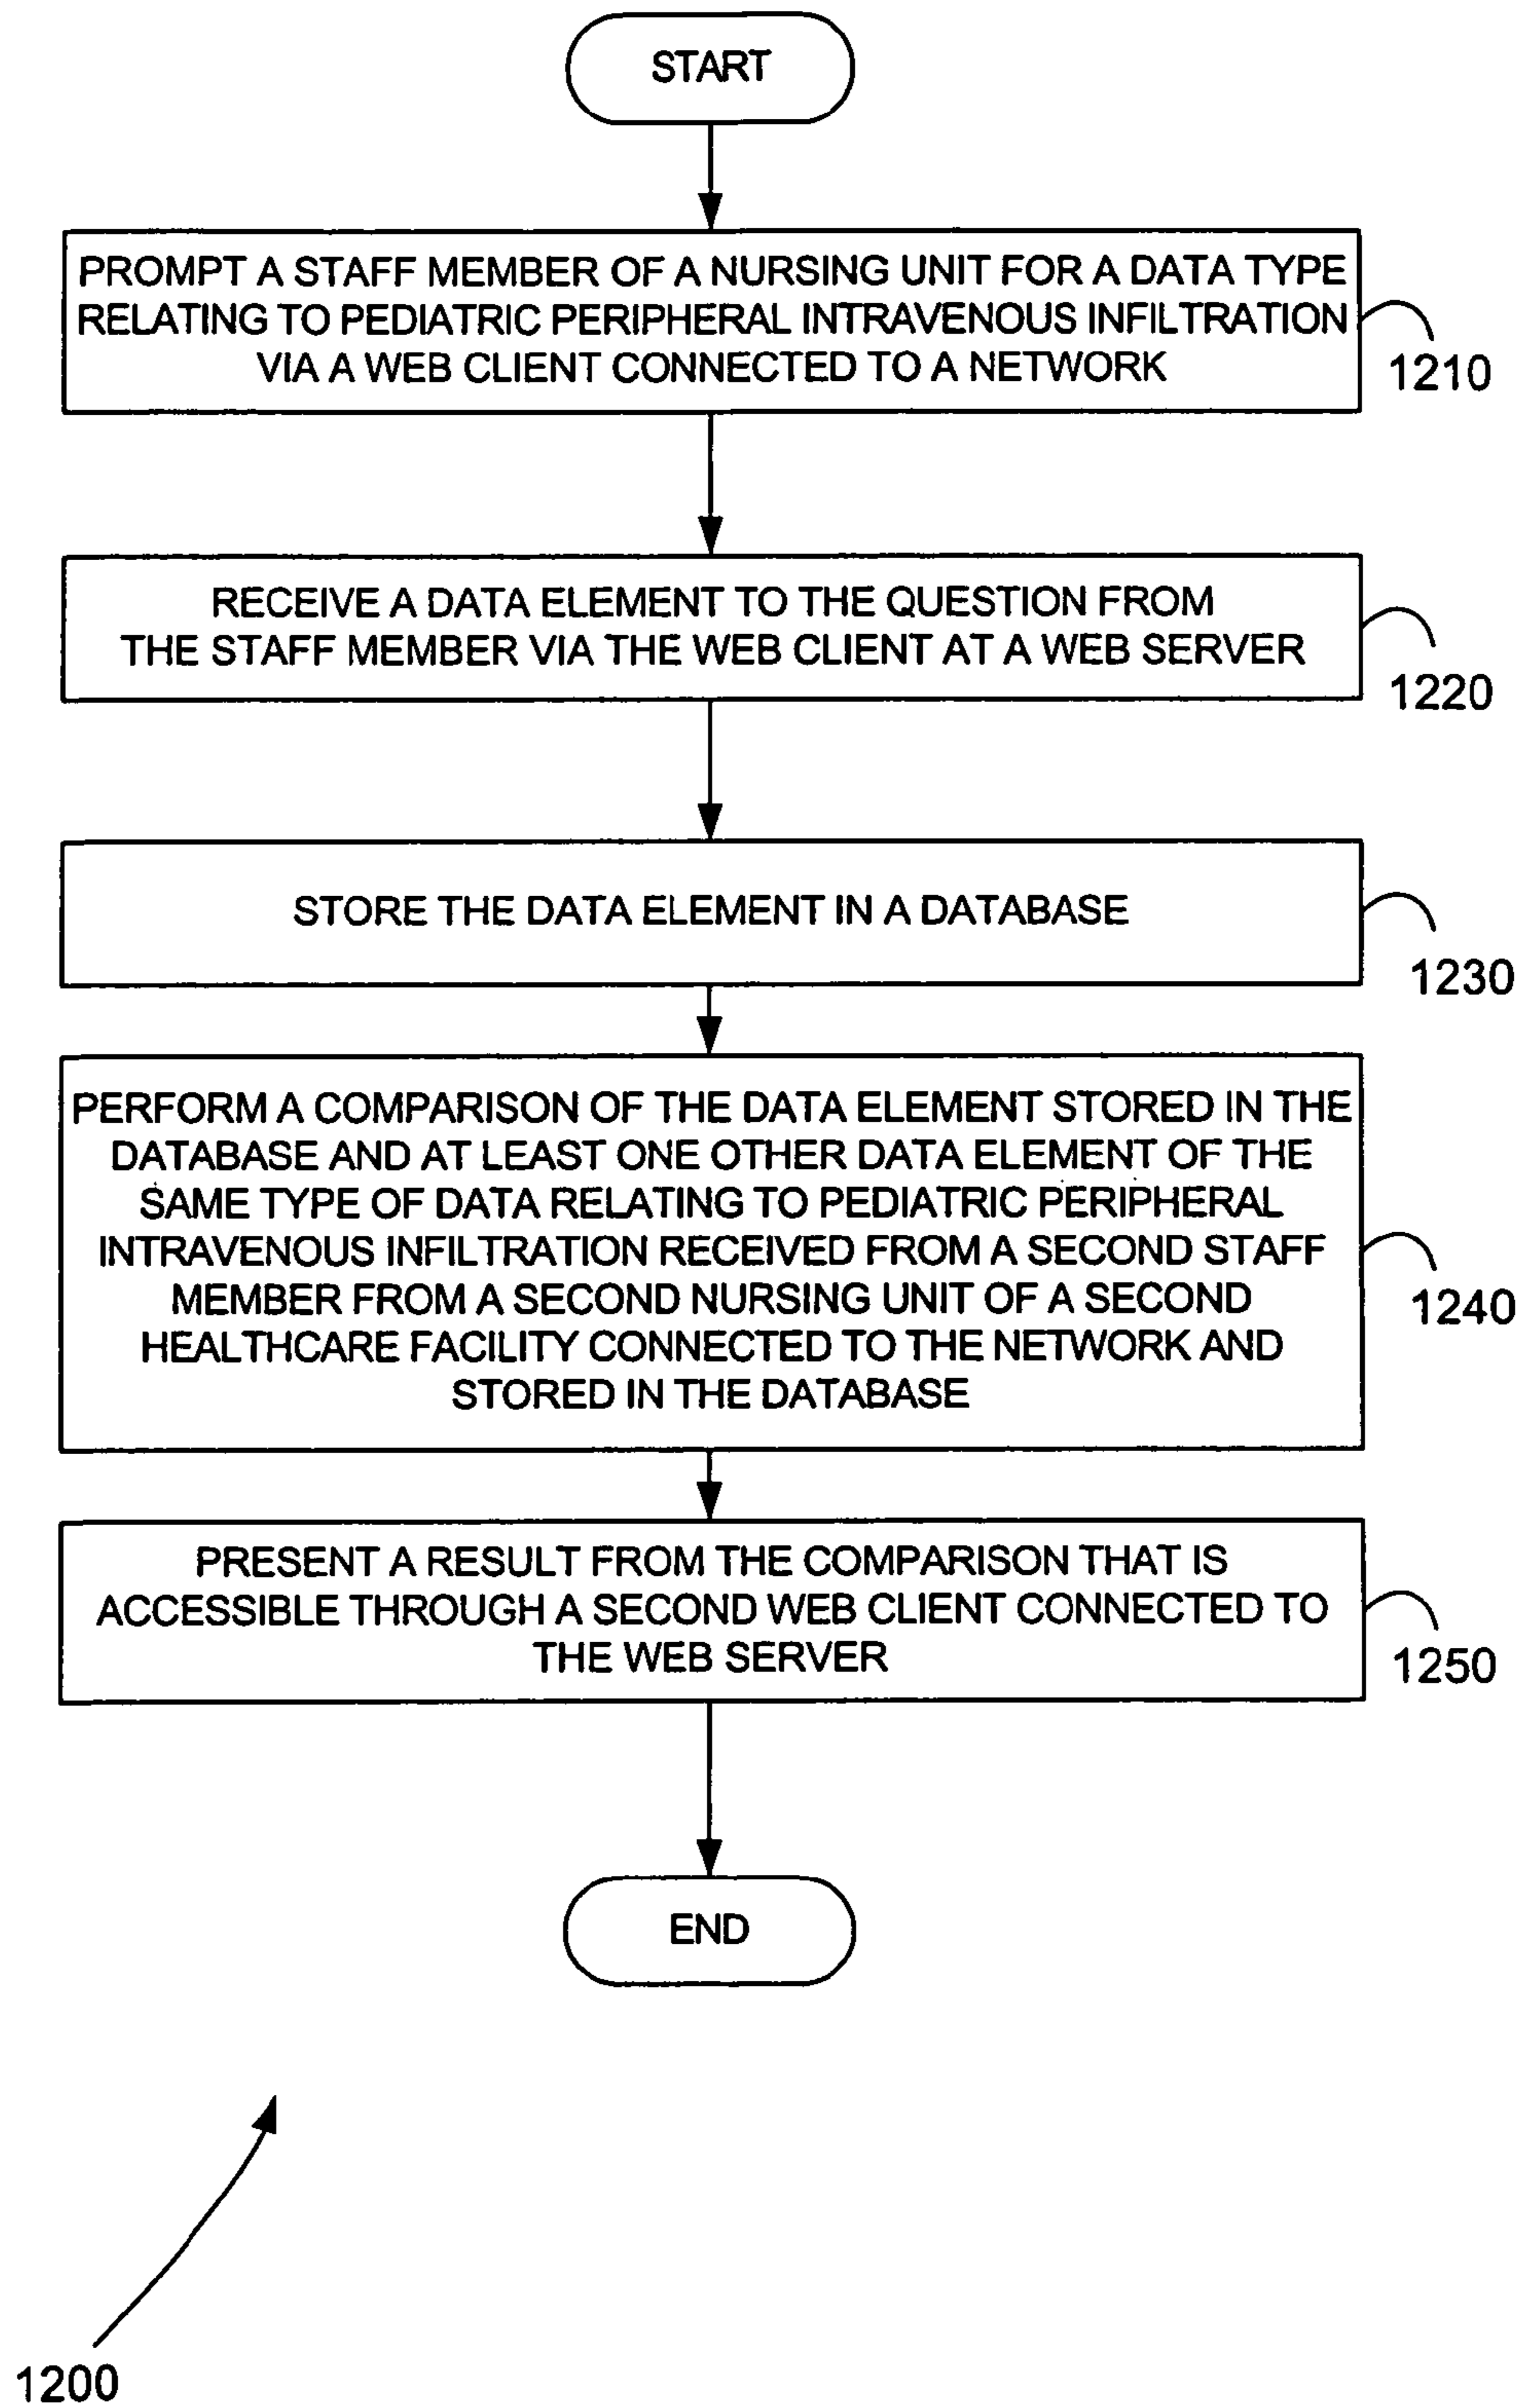 START
PROMPT A STAFF MEMBER OF A NURSING UNIT FOR A DATA TYPE
RELATING TO PEDIATRIC PERIPHERAL INTRAVENOUS INFILTRATION
VIA A WEB CLIENT CONNECTED TO A NETWORK
1210
RECEIVE A DATA ELEMENT TO THE QUESTION FROM
THE STAFF MEMBER VIA THE WEB CLIENT AT A WEB SERVER
1220
STORE THE DATA ELEMENT IN A DATABASE
1230
PERFORM A COMPARISON OF THE DATA ELEMENT STORED IN THE
DATABASE AND AT LEAST ONE OTHER DATA ELEMENT OF THE
SAME TYPE OF DATA RELATING TO PEDIATRIC PERIPHERAL
INTRAVENOUS INFILTRATION RECEIVED FROM A SECOND STAFF
MEMBER FROM A SECOND NURSING UNIT OF A SECOND
HEALTHCARE FACILITY CONNECTED TO THE NETWORK AND
STORED IN THE DATABASE
1240
PRESENT A RESULT FROM THE COMPARISON THAT IS
ACCESSIBLE THROUGH A SECOND WEB CLIENT CONNECTED TO
THE WEB SERVER
1250
END
1200